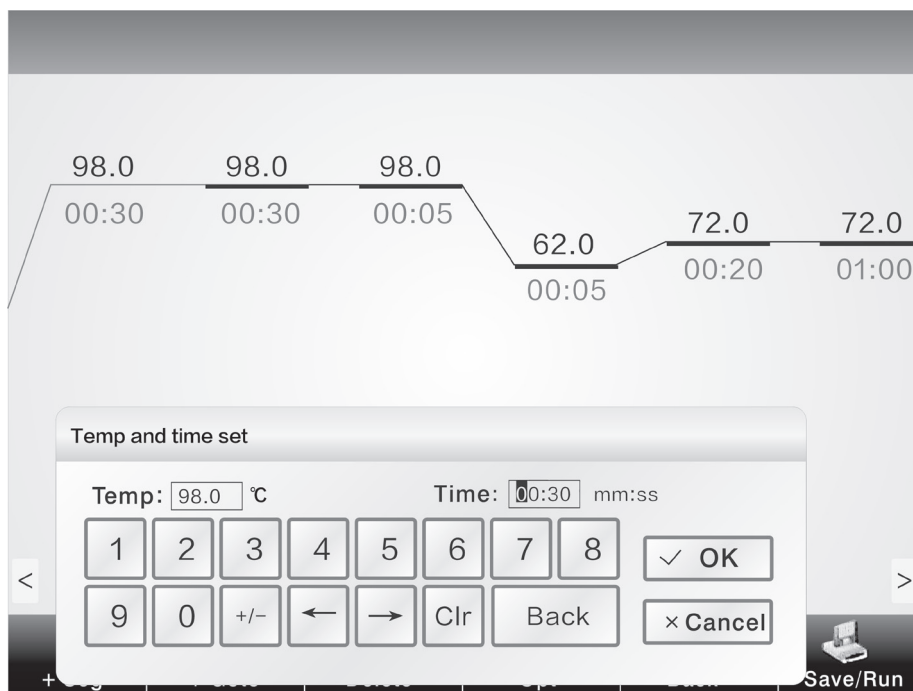 98.0 98.0 98.0
00:30 00:30 00:05
72.0 72.0
62.0
00:20 01:00
00:05
Temp and time set
Temp: 98.0 ℃ Time: 00:30 mm:ss
1 2 3 4 5 6 7 8
✓ OK
< >
9 0 +/− ← → Clr Back
× Cancel
Save/Run